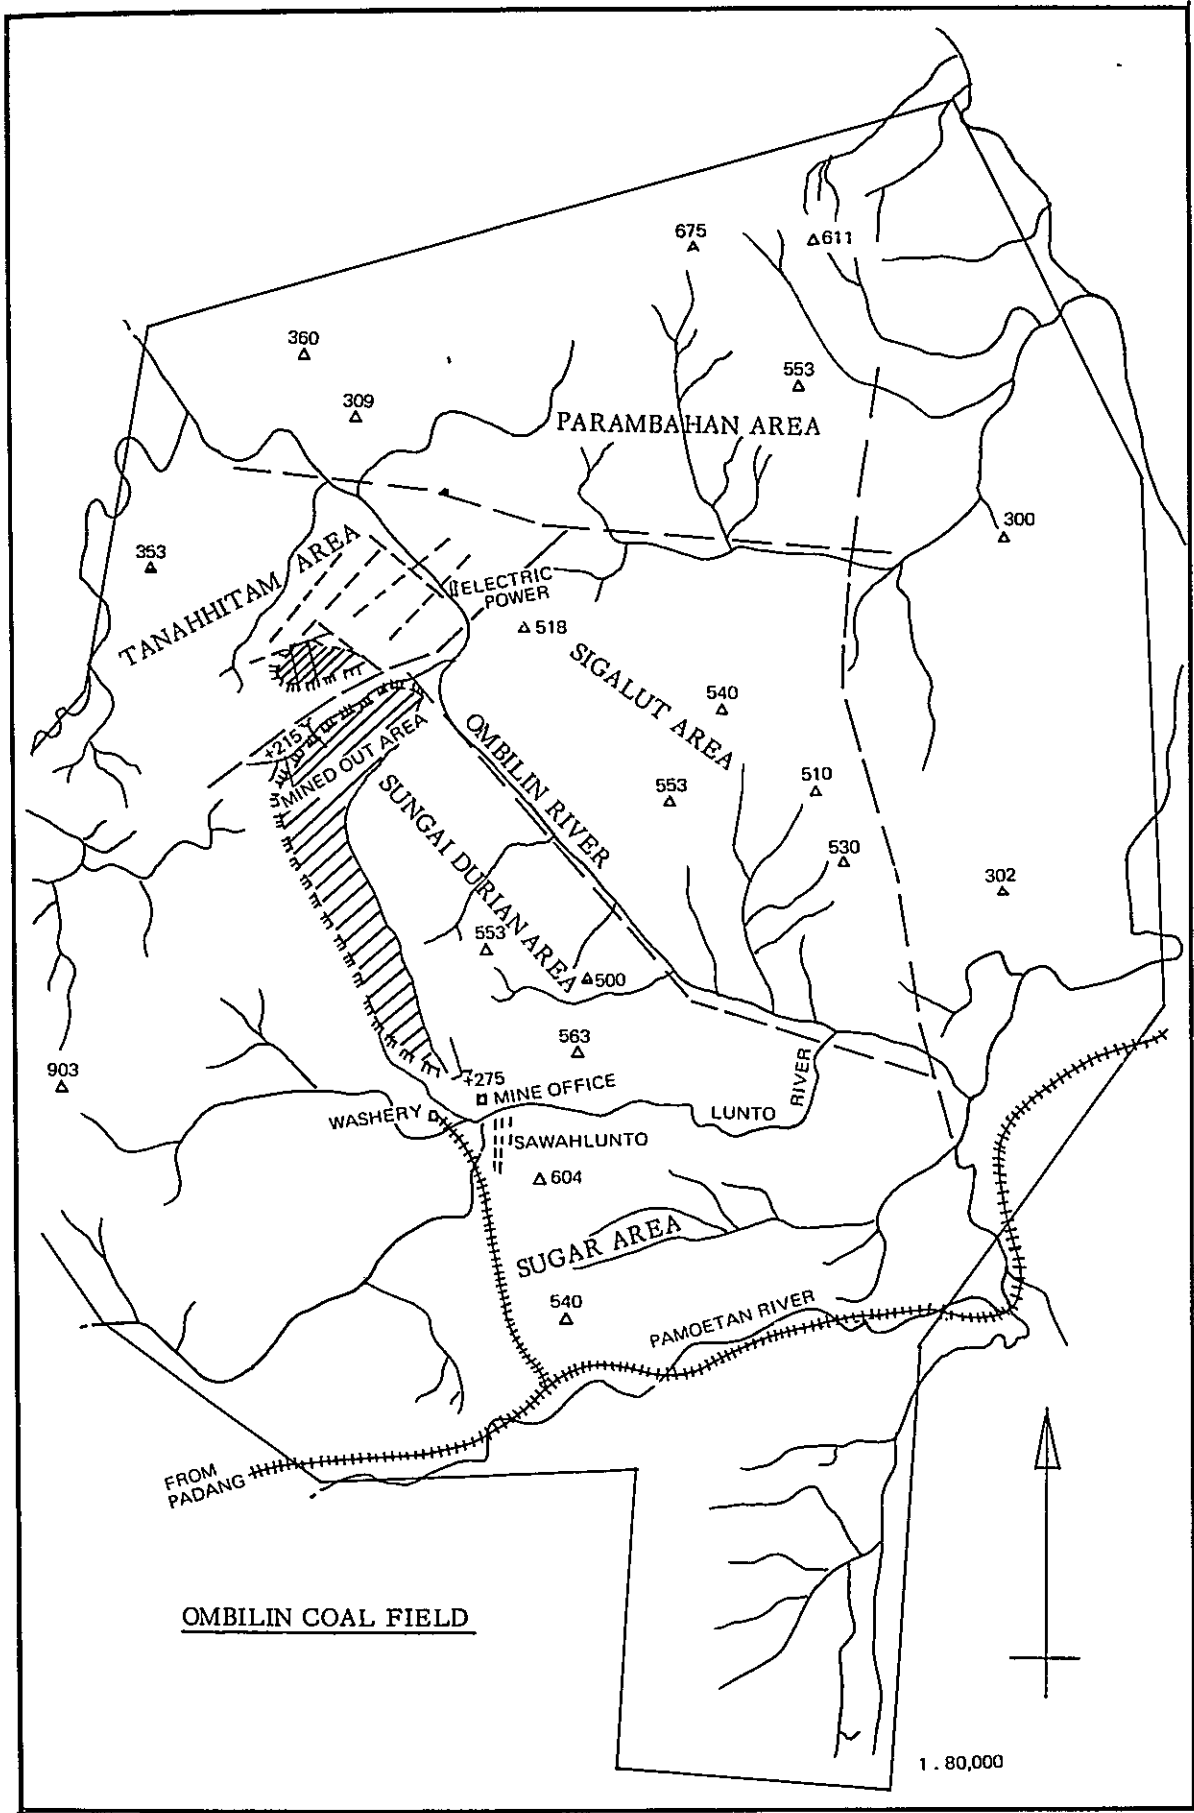 675
611
360
553
309
PARAMBAHAN AREA
300
353
TANAHHITAM AREA
ELECTRIC
POWER
518
SIGALUT AREA
540
OMBILIN RIVER
+215
MINED OUT AREA
553
510
SUNGAI DURIAN AREA
530
302
553
500
563
903
+275
MINE OFFICE
WASHERY
LUNTO
RIVER
SAWAHLUNTO
604
SUGAR AREA
540
PAMOETAN RIVER
FROM
PADANG
OMBILIN COAL FIELD
1 . 80,000